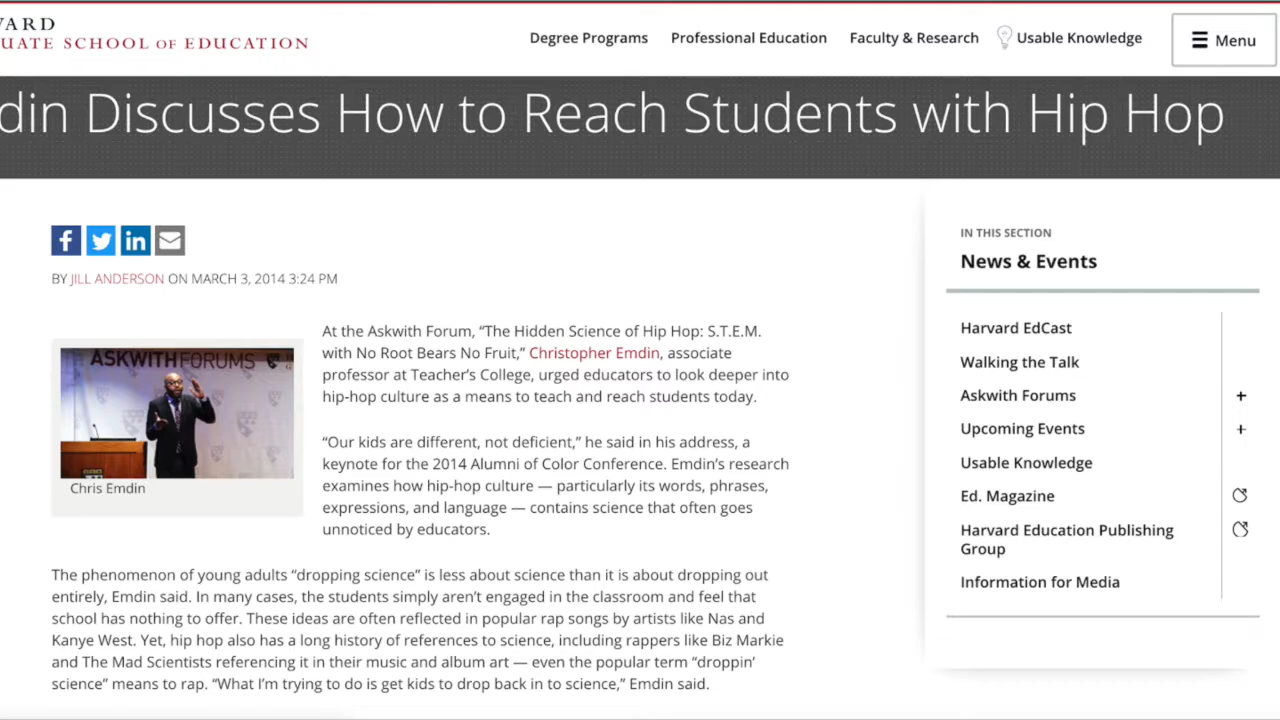 VARD
UATE SCHOOL OF EDUCATION
Degree Programs
Professional Education
Faculty & Research
Usable Knowledge
Menu
din Discusses How to Reach Students with Hip Hop
BY JILL ANDERSON ON MARCH 3, 2014 3:24 PM
ASKWITH FORUMS
Chris Emdin
At the Askwith Forum, “The Hidden Science of Hip Hop: S.T.E.M.
with No Root Bears No Fruit,” Christopher Emdin, associate
professor at Teacher’s College, urged educators to look deeper into
hip-hop culture as a means to teach and reach students today.
“Our kids are different, not deficient,” he said in his address, a
keynote for the 2014 Alumni of Color Conference. Emdin’s research
examines how hip-hop culture — particularly its words, phrases,
expressions, and language — contains science that often goes
unnoticed by educators.
The phenomenon of young adults “dropping science” is less about science than it is about dropping out
entirely, Emdin said. In many cases, the students simply aren’t engaged in the classroom and feel that
school has nothing to offer. These ideas are often reflected in popular rap songs by artists like Nas and
Kanye West. Yet, hip hop also has a long history of references to science, including rappers like Biz Markie
and The Mad Scientists referencing it in their music and album art — even the popular term “droppin’
science” means to rap. “What I’m trying to do is get kids to drop back in to science,” Emdin said.
IN THIS SECTION
News & Events
Harvard EdCast
Walking the Talk
Askwith Forums +
Upcoming Events +
Usable Knowledge
Ed. Magazine
Harvard Education Publishing
Group
Information for Media